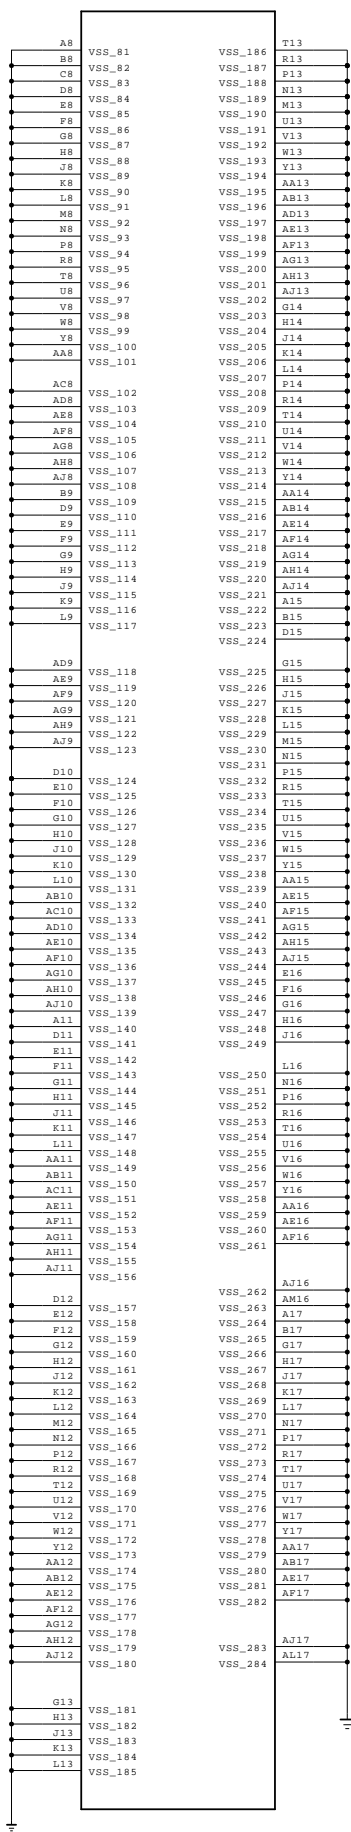 A8 VSS_81
B8 VSS_82
C8 VSS_83
D8 VSS_84
E8 VSS_85
F8 VSS_86
G8 VSS_87
H8 VSS_88
J8 VSS_89
K8 VSS_90
L8 VSS_91
M8 VSS_92
N8 VSS_93
P8 VSS_94
R8 VSS_95
T8 VSS_96
U8 VSS_97
V8 VSS_98
W8 VSS_99
Y8 VSS_100
AA8 VSS_101
AC8 VSS_102
AD8 VSS_103
AE8 VSS_104
AF8 VSS_105
AG8 VSS_106
AH8 VSS_107
AJ8 VSS_108
B9 VSS_109
D9 VSS_110
E9 VSS_111
F9 VSS_112
G9 VSS_113
H9 VSS_114
J9 VSS_115
K9 VSS_116
L9 VSS_117
AD9 VSS_118
AE9 VSS_119
AF9 VSS_120
AG9 VSS_121
AH9 VSS_122
AJ9 VSS_123
D10 VSS_124
E10 VSS_125
F10 VSS_126
G10 VSS_127
H10 VSS_128
J10 VSS_129
K10 VSS_130
L10 VSS_131
AB10 VSS_132
AC10 VSS_133
AD10 VSS_134
AE10 VSS_135
AF10 VSS_136
AG10 VSS_137
AH10 VSS_138
AJ10 VSS_139
A11 VSS_140
D11 VSS_141
E11 VSS_142
F11 VSS_143
G11 VSS_144
H11 VSS_145
J11 VSS_146
K11 VSS_147
L11 VSS_148
AA11 VSS_149
AB11 VSS_150
AC11 VSS_151
AE11 VSS_152
AF11 VSS_153
AG11 VSS_154
AH11 VSS_155
AJ11 VSS_156
D12 VSS_157
E12 VSS_158
F12 VSS_159
G12 VSS_160
H12 VSS_161
J12 VSS_162
K12 VSS_163
L12 VSS_164
M12 VSS_165
N12 VSS_166
P12 VSS_167
R12 VSS_168
T12 VSS_169
U12 VSS_170
V12 VSS_171
W12 VSS_172
Y12 VSS_173
AA12 VSS_174
AB12 VSS_175
AE12 VSS_176
AF12 VSS_177
AG12 VSS_178
AH12 VSS_179
AJ12 VSS_180
G13 VSS_181
H13 VSS_182
J13 VSS_183
K13 VSS_184
L13 VSS_185
VSS_186 T13
VSS_187 R13
VSS_188 P13
VSS_189 N13
VSS_190 M13
VSS_191 U13
VSS_192 V13
VSS_193 W13
VSS_194 Y13
VSS_195 AA13
VSS_196 AB13
VSS_197 AD13
VSS_198 AE13
VSS_199 AF13
VSS_200 AG13
VSS_201 AH13
VSS_202 AJ13
VSS_203 G14
VSS_204 H14
VSS_205 J14
VSS_206 K14
VSS_207 L14
VSS_208 P14
VSS_209 R14
VSS_210 T14
VSS_211 U14
VSS_212 V14
VSS_213 W14
VSS_214 Y14
VSS_215 AA14
VSS_216 AB14
VSS_217 AE14
VSS_218 AF14
VSS_219 AG14
VSS_220 AH14
VSS_221 AJ14
VSS_222 A15
VSS_223 B15
VSS_224 D15
VSS_225 G15
VSS_226 H15
VSS_227 J15
VSS_228 K15
VSS_229 L15
VSS_230 M15
VSS_231 N15
VSS_232 P15
VSS_233 R15
VSS_234 T15
VSS_235 U15
VSS_236 V15
VSS_237 W15
VSS_238 Y15
VSS_239 AA15
VSS_240 AE15
VSS_241 AF15
VSS_242 AG15
VSS_243 AH15
VSS_244 AJ15
VSS_245 E16
VSS_246 F16
VSS_247 G16
VSS_248 H16
VSS_249 J16
VSS_250 L16
VSS_251 N16
VSS_252 P16
VSS_253 R16
VSS_254 T16
VSS_255 U16
VSS_256 V16
VSS_257 W16
VSS_258 Y16
VSS_259 AA16
VSS_260 AE16
VSS_261 AF16
VSS_262 AJ16
VSS_263 AM16
VSS_264 A17
VSS_265 B17
VSS_266 G17
VSS_267 H17
VSS_268 J17
VSS_269 K17
VSS_270 L17
VSS_271 N17
VSS_272 P17
VSS_273 R17
VSS_274 T17
VSS_275 U17
VSS_276 V17
VSS_277 W17
VSS_278 Y17
VSS_279 AA17
VSS_280 AB17
VSS_281 AE17
VSS_282 AF17
VSS_283 AJ17
VSS_284 AL17